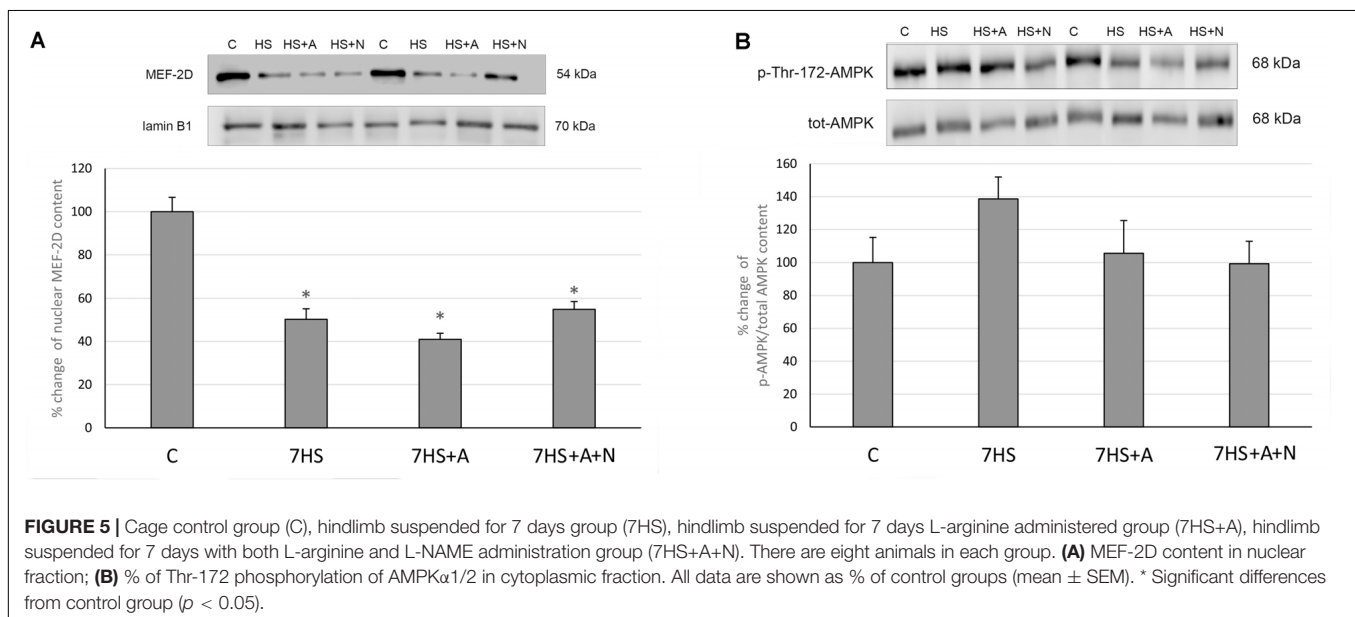 A
C HS HS+A HS+N C HS HS+A HS+N
MEF-2D 54 kDa
lamin B1 70 kDa
% change of nuclear MEF-2D content
120
100
80
60
40
20
0
* * *
C 7HS 7HS+A 7HS+A+N
B
C HS HS+A HS+N C HS HS+A HS+N
p-Thr-172-AMPK 68 kDa
tot-AMPK 68 kDa
% change of
p-AMPK/total AMPK content
160
140
120
100
80
60
40
20
0
C 7HS 7HS+A 7HS+A+N
FIGURE 5 | Cage control group (C), hindlimb suspended for 7 days group (7HS), hindlimb suspended for 7 days L-arginine administered group (7HS+A), hindlimb
suspended for 7 days with both L-arginine and L-NAME administration group (7HS+A+N). There are eight animals in each group. (A) MEF-2D content in nuclear
fraction; (B) % of Thr-172 phosphorylation of AMPKα1/2 in cytoplasmic fraction. All data are shown as % of control groups (mean ± SEM). * Significant differences
from control group (p < 0.05).